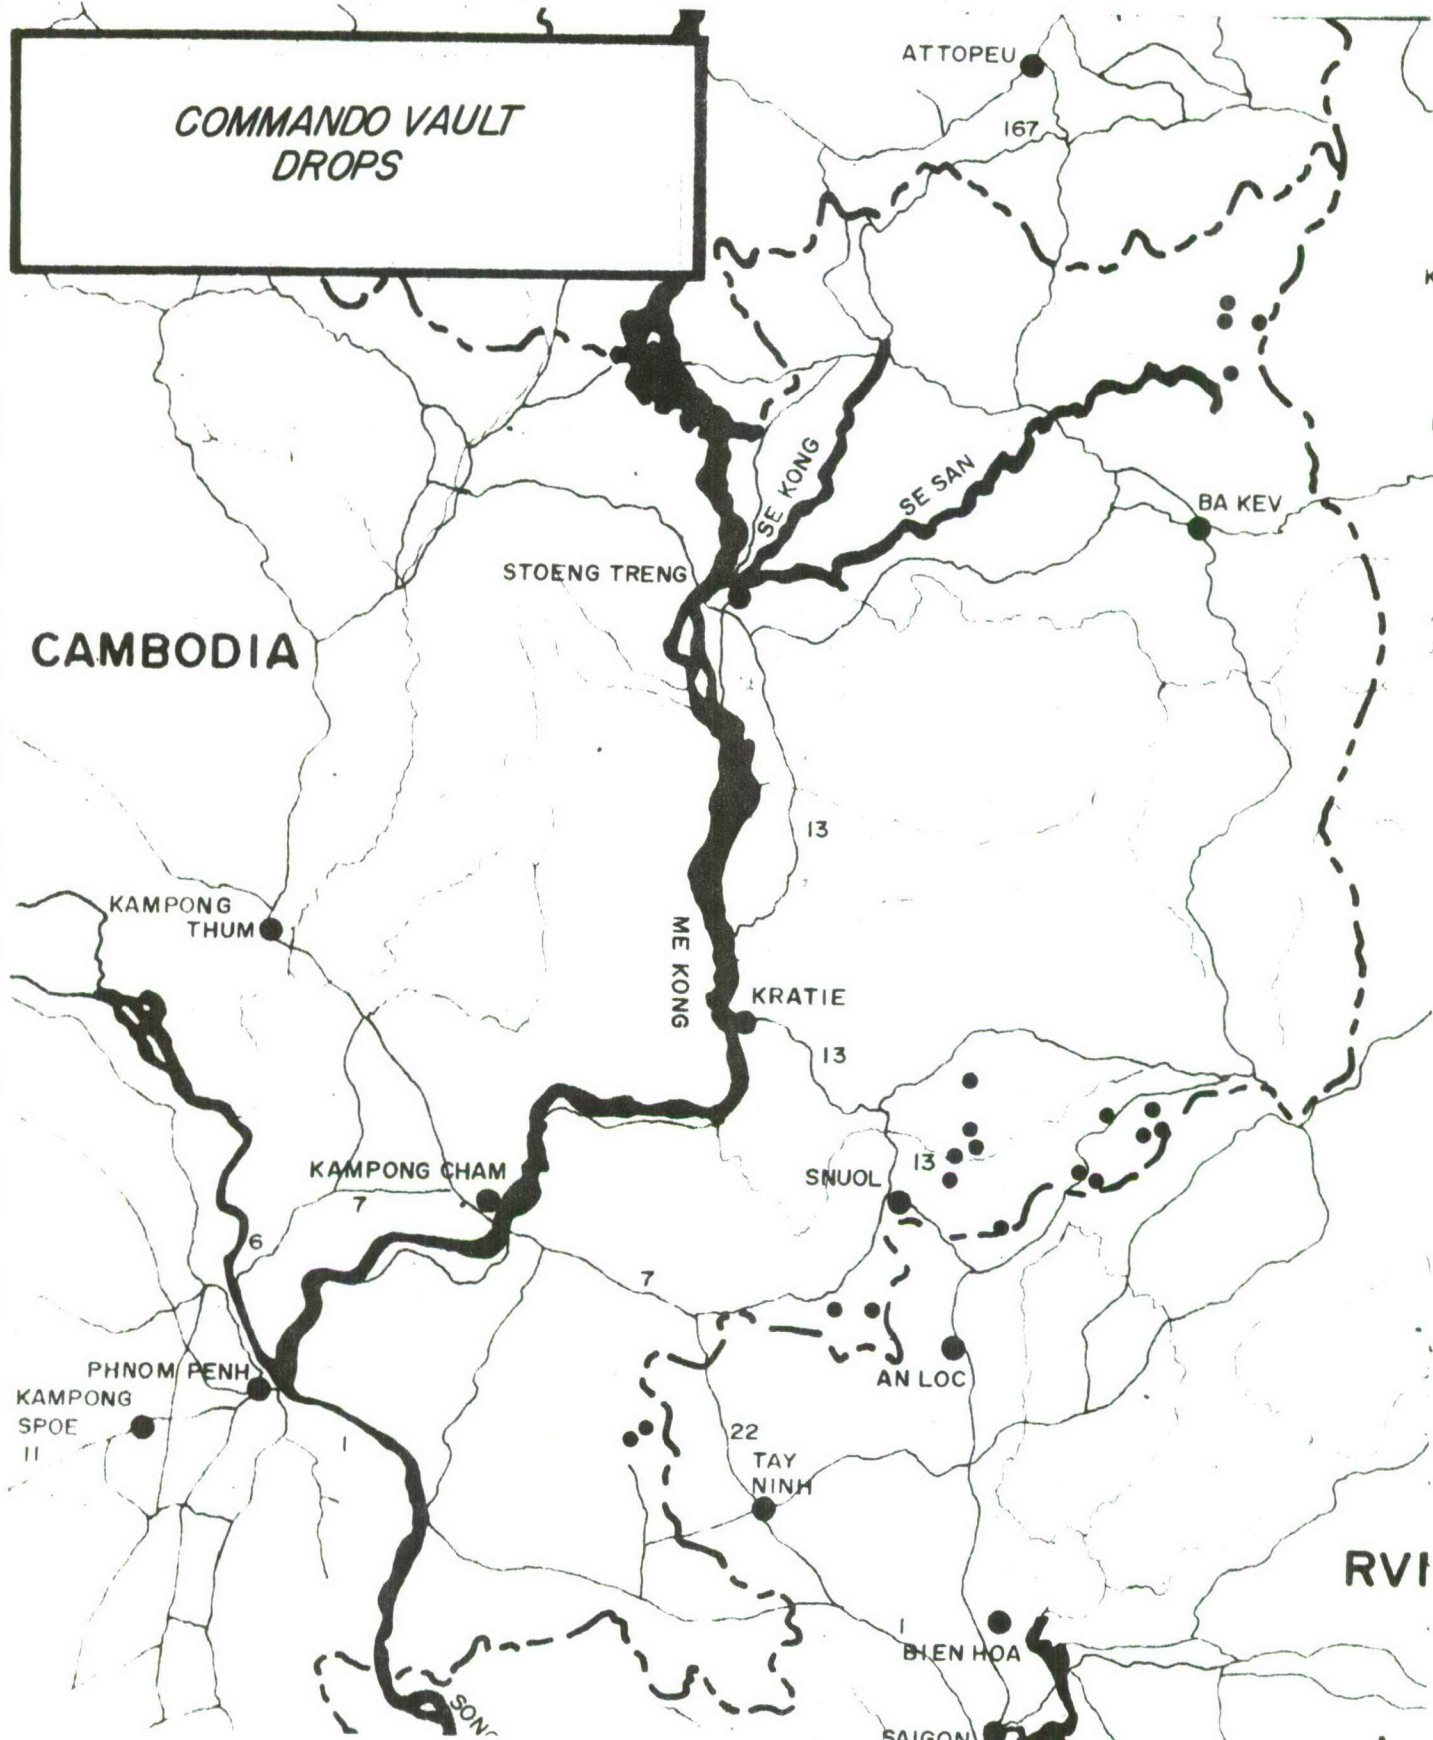 COMMANDO VAULT
DROPS
ATTOPEU
167
SE KONG
SE SAN
BA KEV
STOENG TRENG
CAMBODIA
13
KAMPONG
THUM
ME KONG
KRATIE
13
KAMPONG CHAM
7
SNUOL
13
6
7
PHNOM PENH
AN LOC
KAMPONG
SPOE
11
1
22
TAY
NINH
RVI
1
BIEN HOA
SONG
SAIGON
K